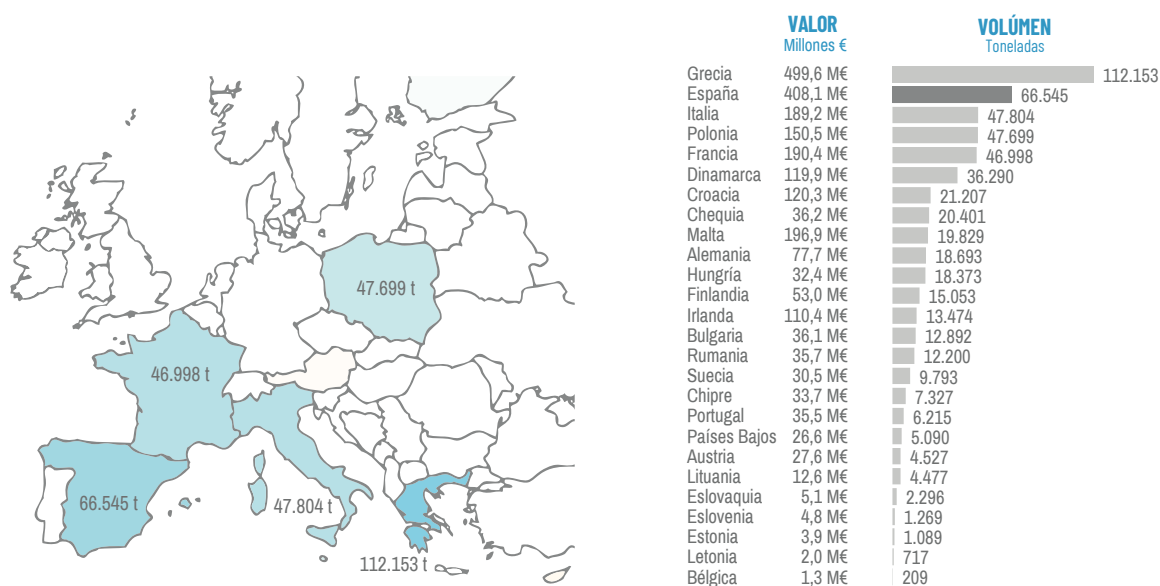 47.699 t
46.998 t
66.545 t
47.804 t
112.153 t
VALOR VOLÚMEN
Millones € Toneladas
Grecia 499,6 M€ 112.153
España 408,1 M€ 66.545
Italia 189,2 M€ 47.804
Polonia 150,5 M€ 47.699
Francia 190,4 M€ 46.998
Dinamarca 119,9 M€ 36.290
Croacia 120,3 M€ 21.207
Chequia 36,2 M€ 20.401
Malta 196,9 M€ 19.829
Alemania 77,7 M€ 18.693
Hungría 32,4 M€ 18.373
Finlandia 53,0 M€ 15.053
Irlanda 110,4 M€ 13.474
Bulgaria 36,1 M€ 12.892
Rumania 35,7 M€ 12.200
Suecia 30,5 M€ 9.793
Chipre 33,7 M€ 7.327
Portugal 35,5 M€ 6.215
Países Bajos 26,6 M€ 5.090
Austria 27,6 M€ 4.527
Lituania 12,6 M€ 4.477
Eslovaquia 5,1 M€ 2.296
Eslovenia 4,8 M€ 1.269
Estonia 3,9 M€ 1.089
Letonia 2,0 M€ 717
Bélgica 1,3 M€ 209